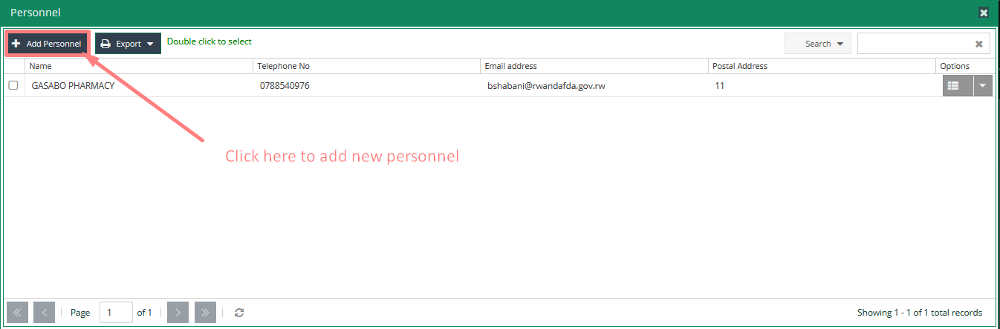 Personnel
Add Personnel Export Double click to select Search
Name Telephone No Email address Postal Address Options
GASABO PHARMACY 0788540976 bshabani@rwandafda.gov.rw 11
Click here to add new personnel
Page 1 of 1 Showing 1 - 1 of 1 total records